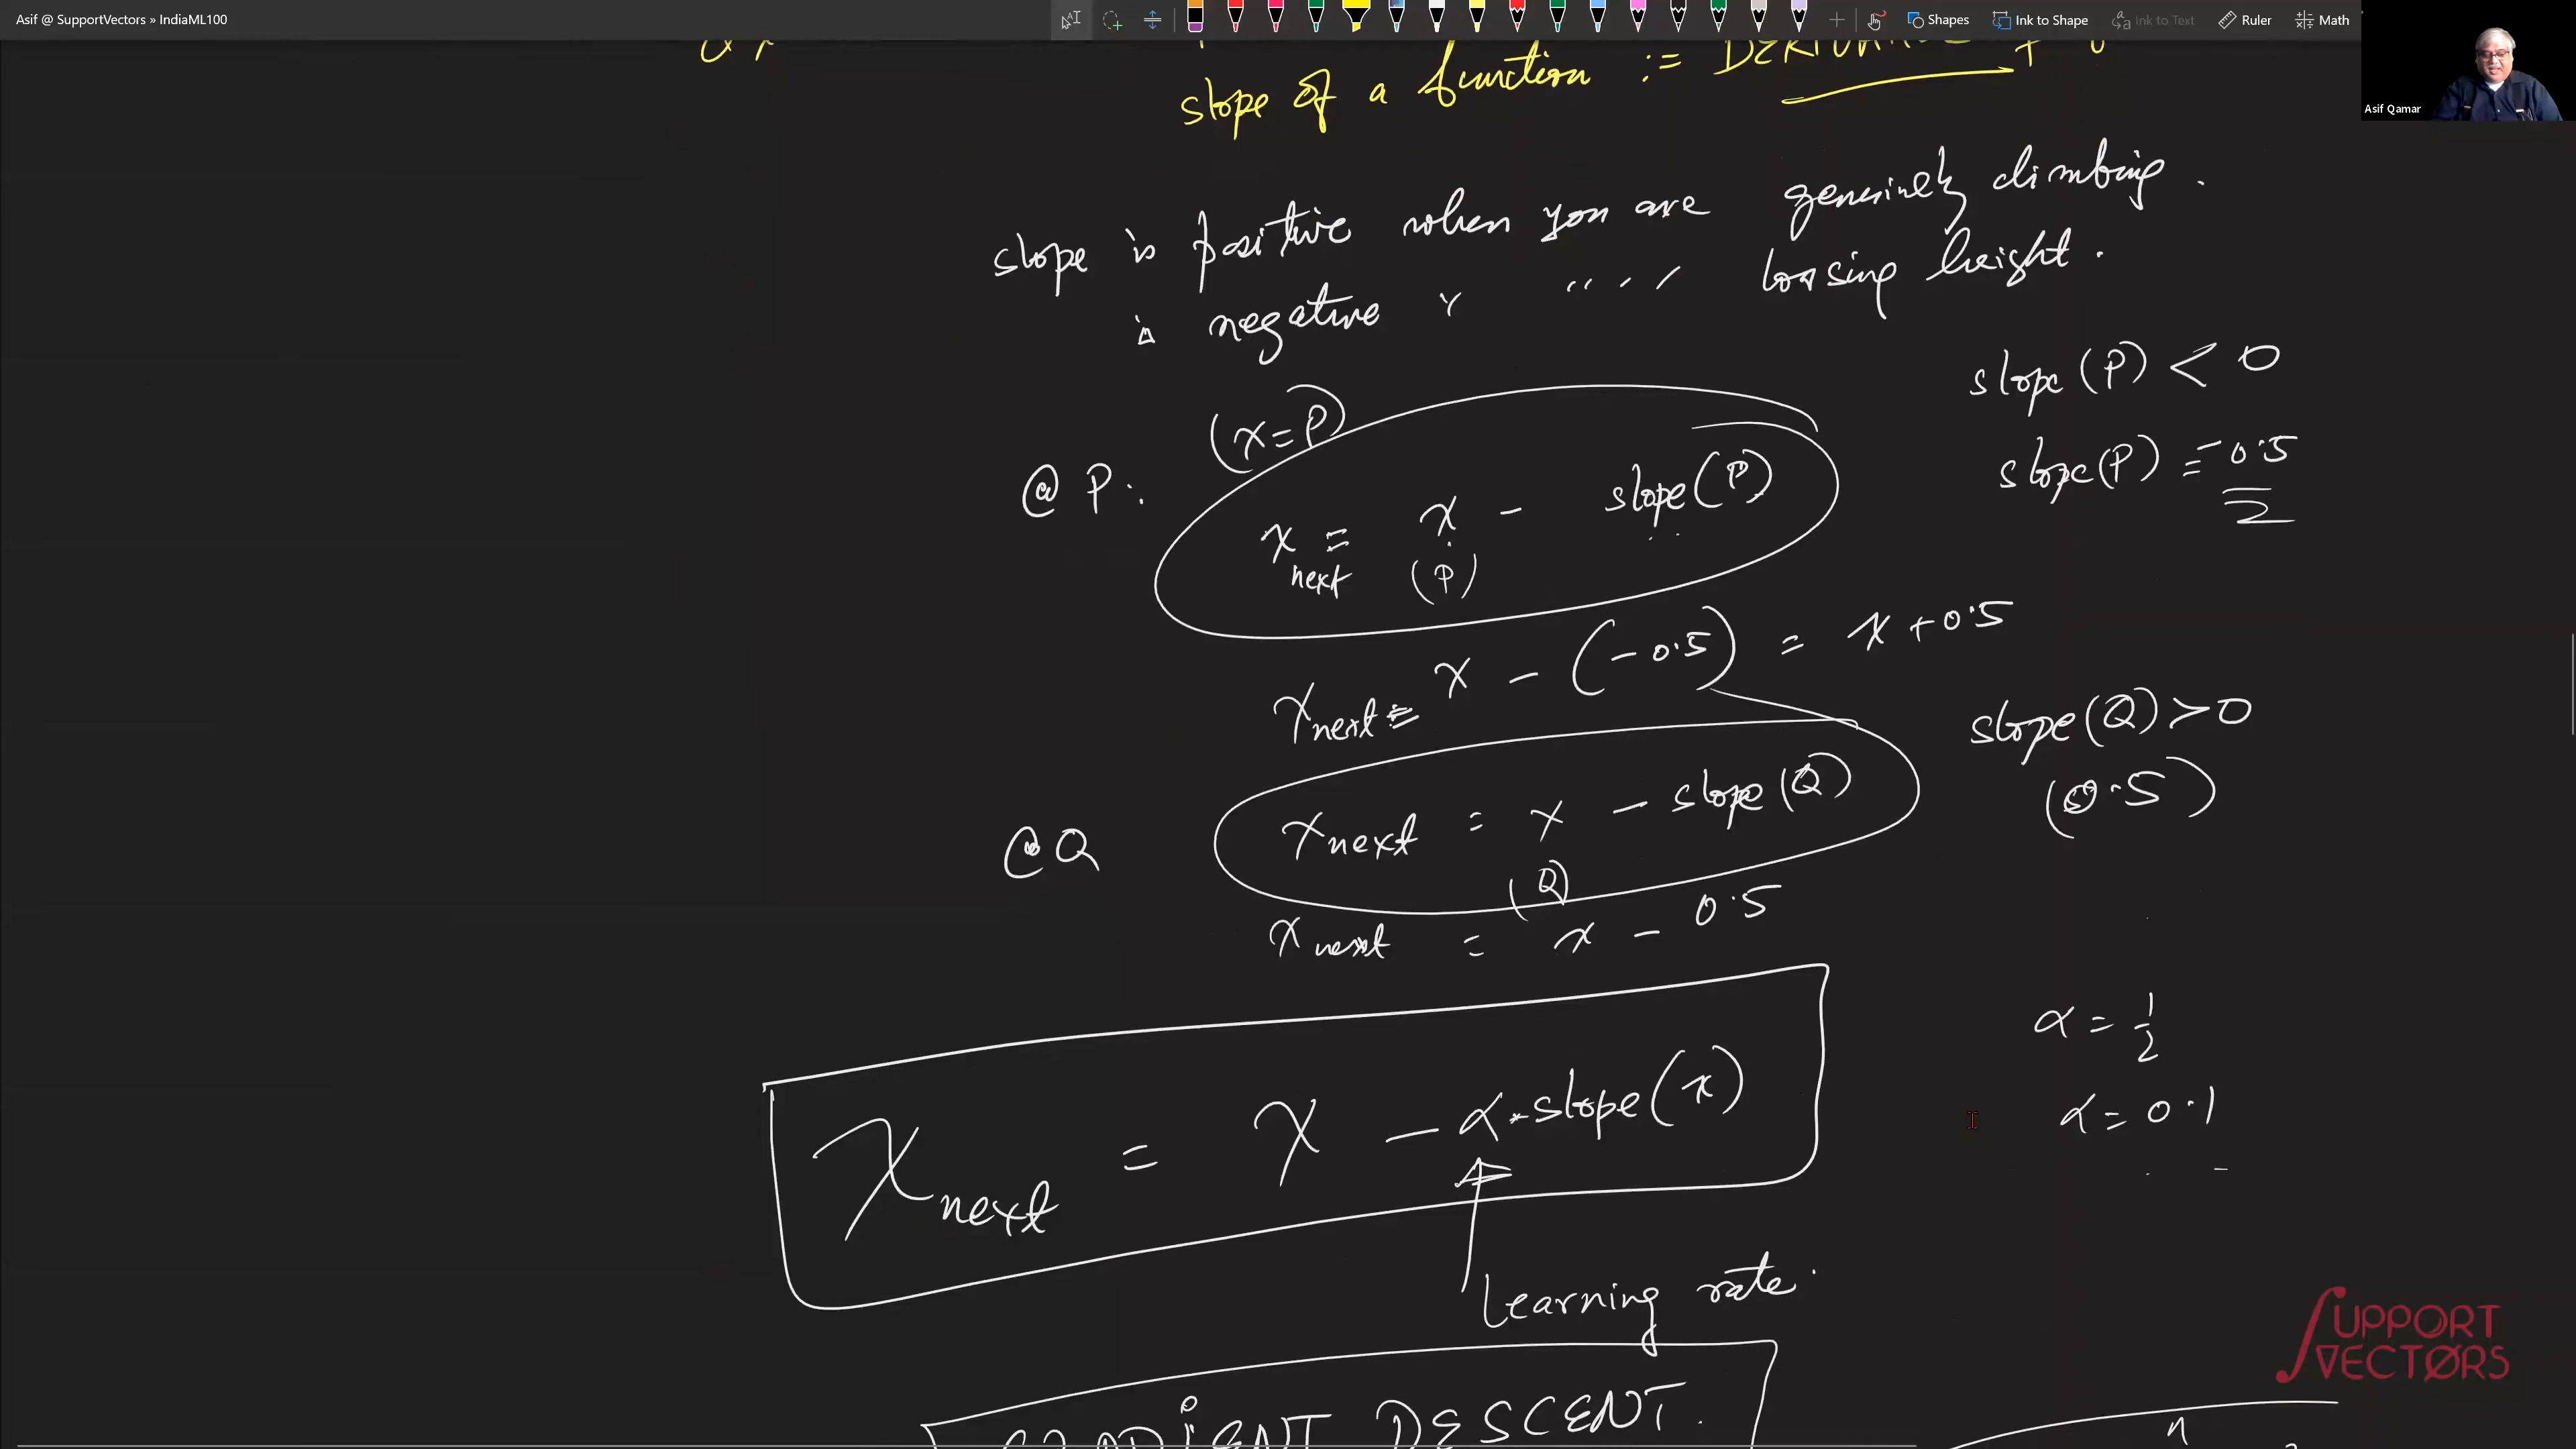 Asif @ SupportVectors » IndiaML100
Shapes
Ink to Shape
Ink to Text
Ruler
Math
Asif Qamar
slope of a function :=
slope is positive when you are genuinely climbing.
is negative " " " " loosing height.
slope(P) < 0
slope(P) = -0.5
(x=P)
@ P:
x next = x - slope(P)
(P)
x next = x - (-0.5) = x + 0.5
slope(Q) > 0
(0.5)
@Q
x next = x - slope(Q)
(Q)
x next = x - 0.5
α = 1/2
α = 0.1
x next = x - α * slope(x)
Learning rate.
GRADIENT DESCENT.
n
SUPPORT
VECTORS